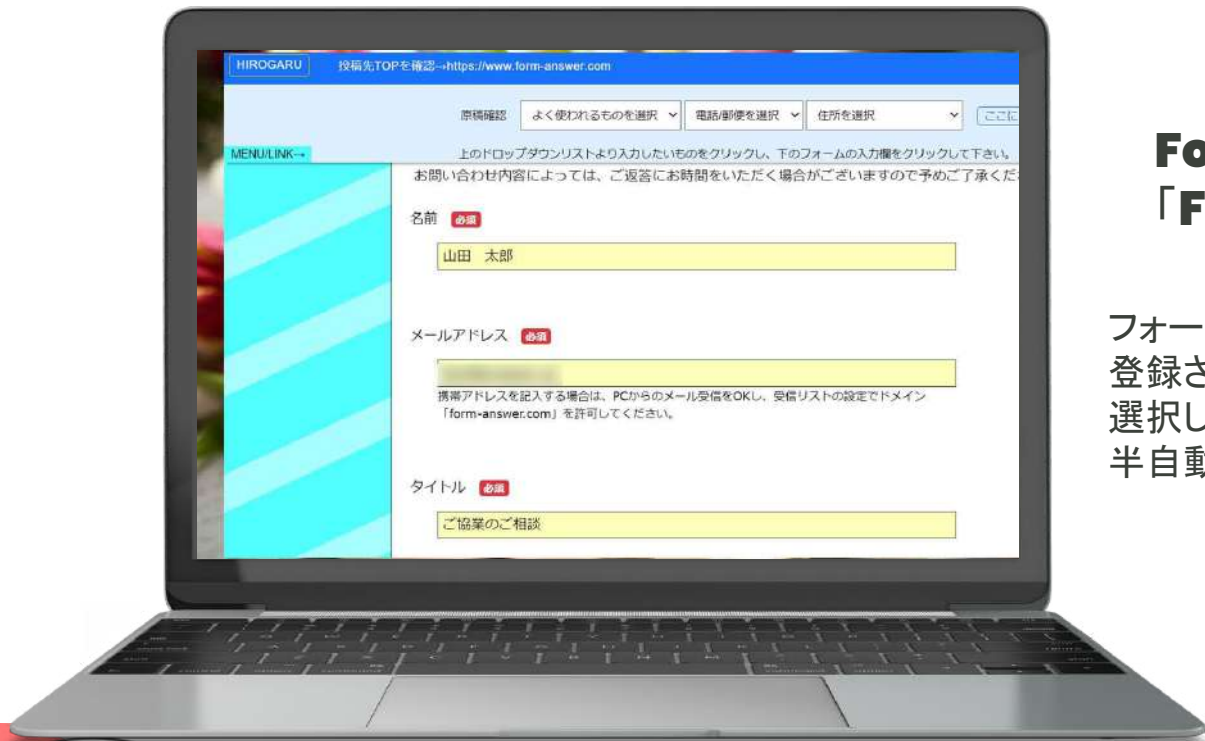 HIROGARU 投稿先TOPを確認→https://www.form-answer.com
原稿確認 よく使われるものを選択 電話/郵便を選択 住所を選択 ここに
MENU/LINK→ 上のドロップダウンリストより入力したいものをクリックし、下のフォームの入力欄をクリックして下さい。
お問い合わせ内容によっては、ご返答にお時間をいただく場合がございますので予めご了承くだ
名前 必須
山田 太郎
メールアドレス 必須
携帯アドレスを記入する場合は、PCからのメール受信をOKし、受信リストの設定でドメイン
「form-answer.com」を許可してください。
タイトル 必須
ご協業のご相談
Fo
「F
フォー
登録さ
選択し
半自動